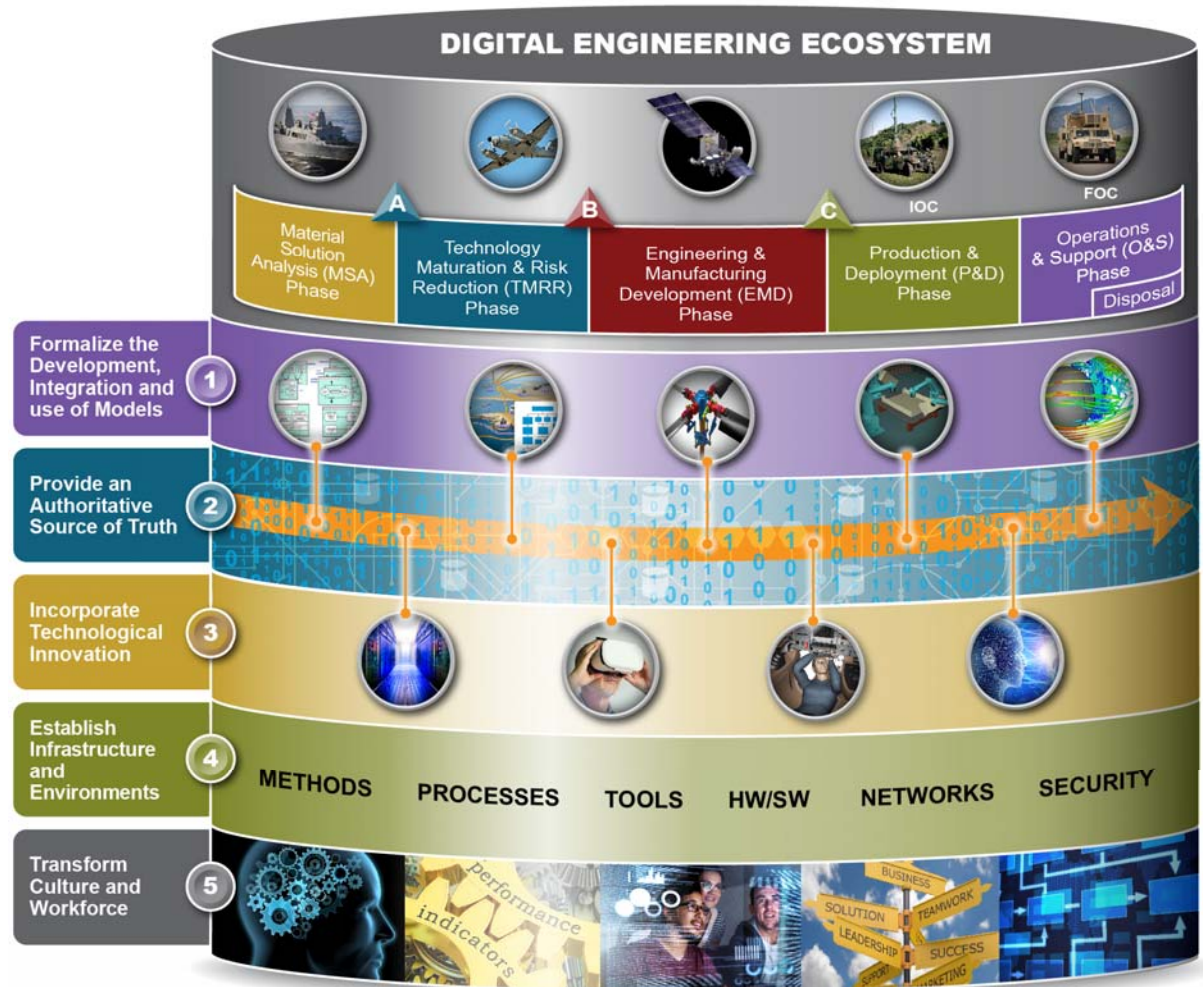 DIGITAL ENGINEERING ECOSYSTEM
A
B
C
IOC
FOC
Material
Solution
Analysis (MSA)
Phase
Technology
Maturation & Risk
Reduction (TMRR)
Phase
Engineering &
Manufacturing
Development (EMD)
Phase
Production &
Deployment (P&D)
Phase
Operations
& Support (O&S)
Phase
Disposal
Formalize the
Development,
Integration and
use of Models
1
Provide an
Authoritative
Source of Truth
2
Incorporate
Technological
Innovation
3
Establish
Infrastructure
and
Environments
4
METHODS
PROCESSES
TOOLS
HW/SW
NETWORKS
SECURITY
Transform
Culture and
Workforce
5
performance
indicators
BUSINESS
SOLUTION
TEAMWORK
LEADERSHIP
SUCCESS
SUPPORT
MARKETING